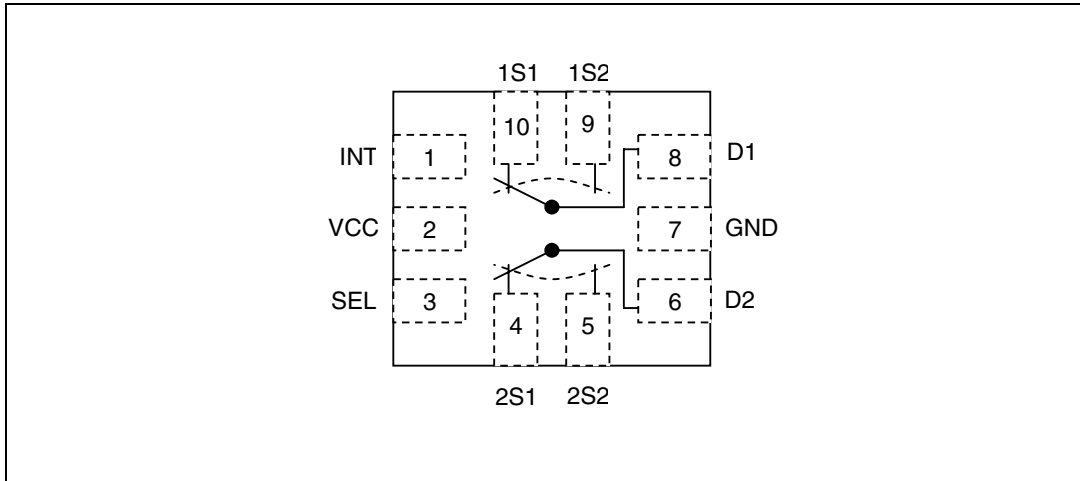 1S1 1S2
10 9
INT 1 8 D1
VCC 2 7 GND
SEL 3 6 D2
4 5
2S1 2S2